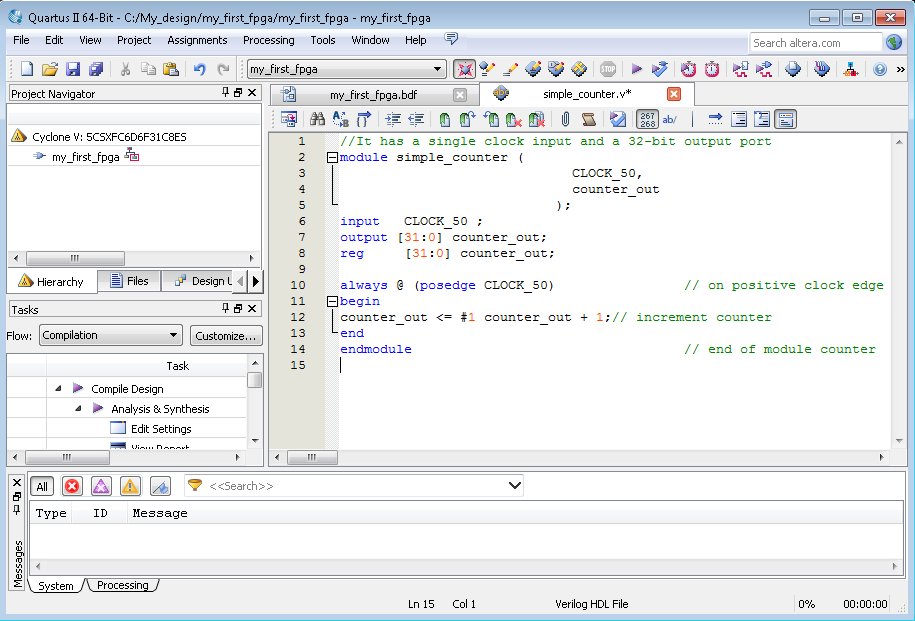 Quartus II 64-Bit - C:/My_design/my_first_fpga/my_first_fpga - my_first_fpga
File Edit View Project Assignments Processing Tools Window Help
Search altera.com
my_first_fpga
STOP
Project Navigator
Cyclone V: 5CSXFC6D6F31C8ES
my_first_fpga
Hierarchy Files Design U
Tasks
Flow: Compilation Customize...
Task
Compile Design
Analysis & Synthesis
Edit Settings
View Report
my_first_fpga.bdf simple_counter.v*
267
268
ab/
1 //It has a single clock input and a 32-bit output port
2 module simple_counter (
3 CLOCK_50,
4 counter_out
5 );
6 input CLOCK_50 ;
7 output [31:0] counter_out;
8 reg [31:0] counter_out;
9
10 always @ (posedge CLOCK_50) // on positive clock edge
11 begin
12 counter_out <= #1 counter_out + 1;// increment counter
13 end
14 endmodule // end of module counter
15
All <<Search>>
Type ID Message
Messages
System Processing
Ln 15 Col 1 Verilog HDL File 0% 00:00:00